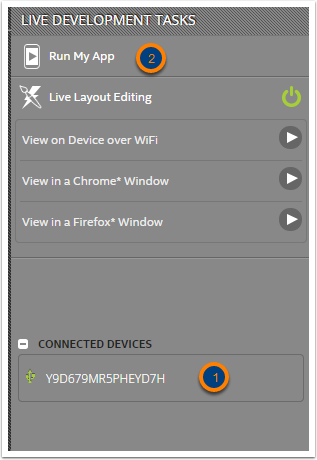 LIVE DEVELOPMENT TASKS
Run My App 2
Live Layout Editing
View on Device over WiFi
View in a Chrome* Window
View in a Firefox* Window
CONNECTED DEVICES
Y9D679MR5PHEYD7H 1